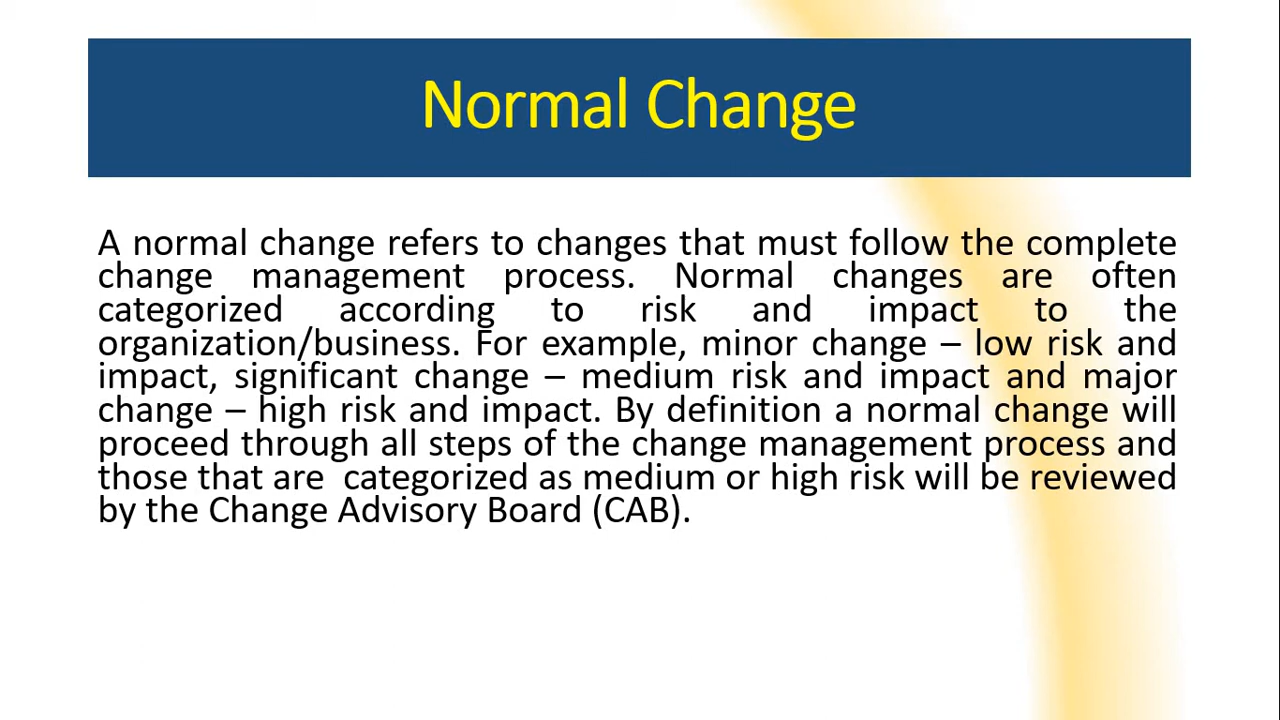 Normal Change
A normal change refers to changes that must follow the complete
change management process. Normal changes are often
categorized according to risk and impact to the
organization/business. For example, minor change – low risk and
impact, significant change – medium risk and impact and major
change – high risk and impact. By definition a normal change will
proceed through all steps of the change management process and
those that are categorized as medium or high risk will be reviewed
by the Change Advisory Board (CAB).